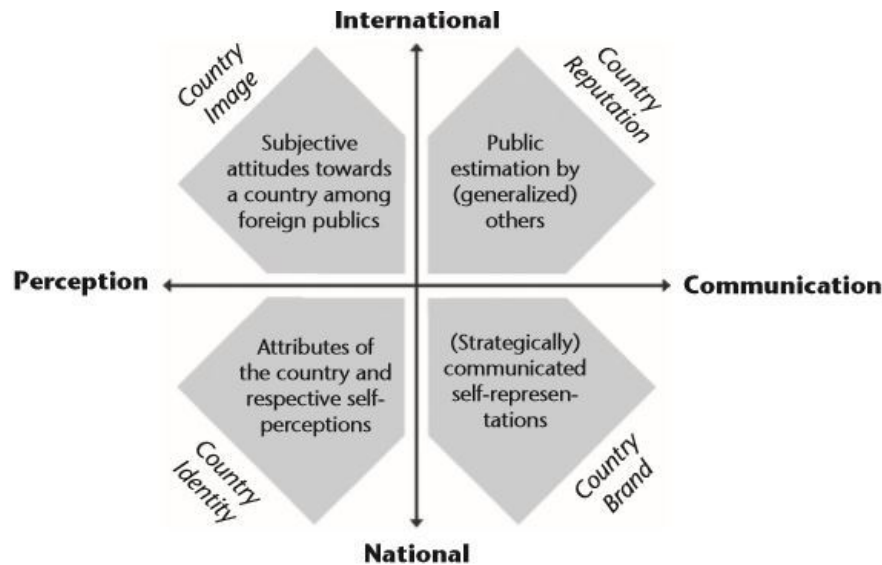 International
Country
Image
Country
Reputation
Subjective
attitudes towards
a country among
foreign publics
Public
estimation by
(generalized)
others
Perception
Communication
Attributes of
the country and
respective self-
perceptions
(Strategically)
communicated
self-represen-
tations
Country
Identity
Country
Brand
National